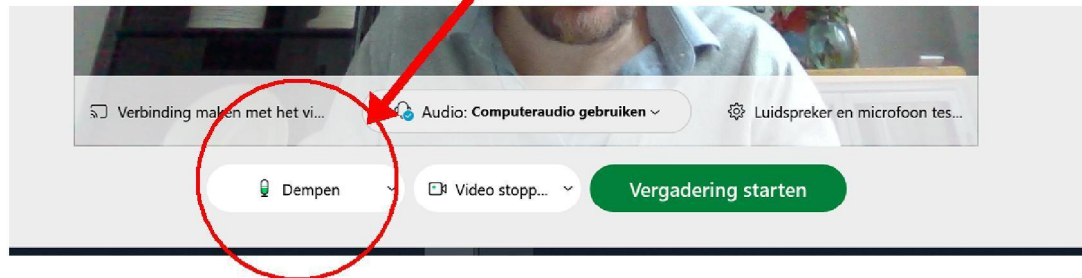 Verbinding maken met het vi... Audio: Computeraudio gebruiken Luidspreker en microfoon tes...
Dempen Video stopp... Vergadering starten